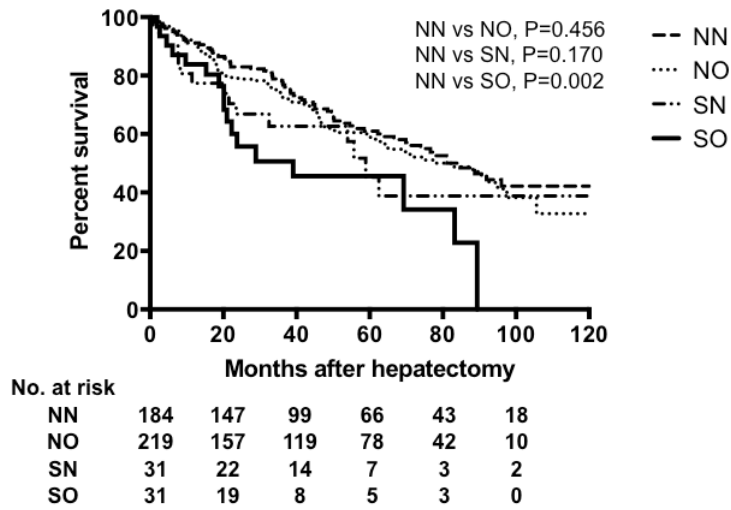 NN vs NO, P=0.456
NN vs SN, P=0.170
NN vs SO, P=0.002
NN
NO
SN
SO
Percent survival
100
80
60
40
20
0
0 20 40 60 80 100 120
Months after hepatectomy
No. at risk
NN 184 147 99 66 43 18
NO 219 157 119 78 42 10
SN 31 22 14 7 3 2
SO 31 19 8 5 3 0